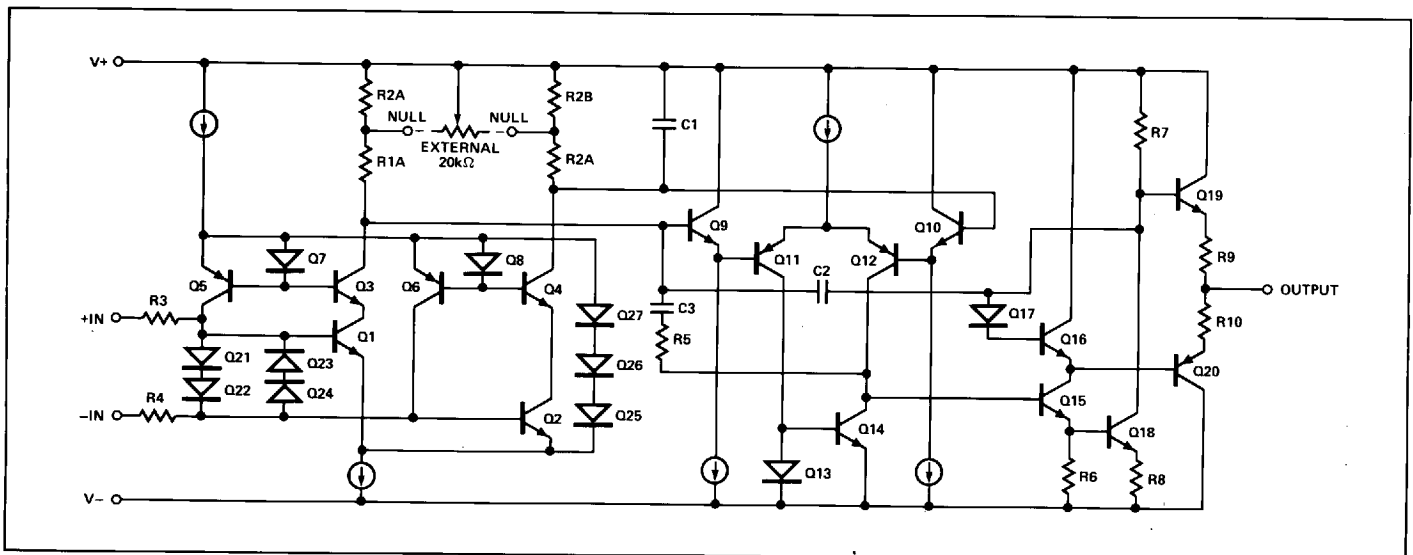 V+
R2A
R2B
C1
R7
NULL
NULL
EXTERNAL
20kΩ
R1A
R2A
Q19
Q9
Q10
Q11
Q12
Q7
Q8
R9
Q5
Q3
Q6
Q4
C2
OUTPUT
R3
Q27
C3
Q17
R10
+IN
Q1
Q16
R5
Q21
Q23
Q26
Q20
Q22
Q24
R4
Q15
-IN
Q2
Q25
Q14
Q18
Q13
R6
R8
V-